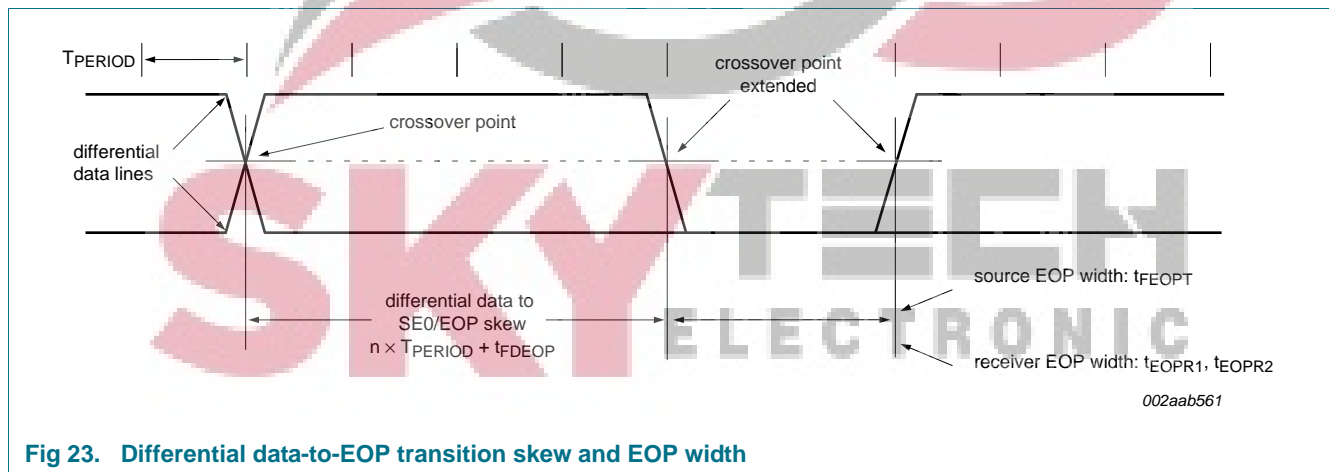 TPERIOD
crossover point
extended
crossover point
differential
data lines
differential data to
SE0/EOP skew
n × TPERIOD + tFDEOP
source EOP width: tFEOPT
receiver EOP width: tEOPR1, tEOPR2
002aab561
SKYTECH
ELECTRONIC
Fig 23. Differential data-to-EOP transition skew and EOP width